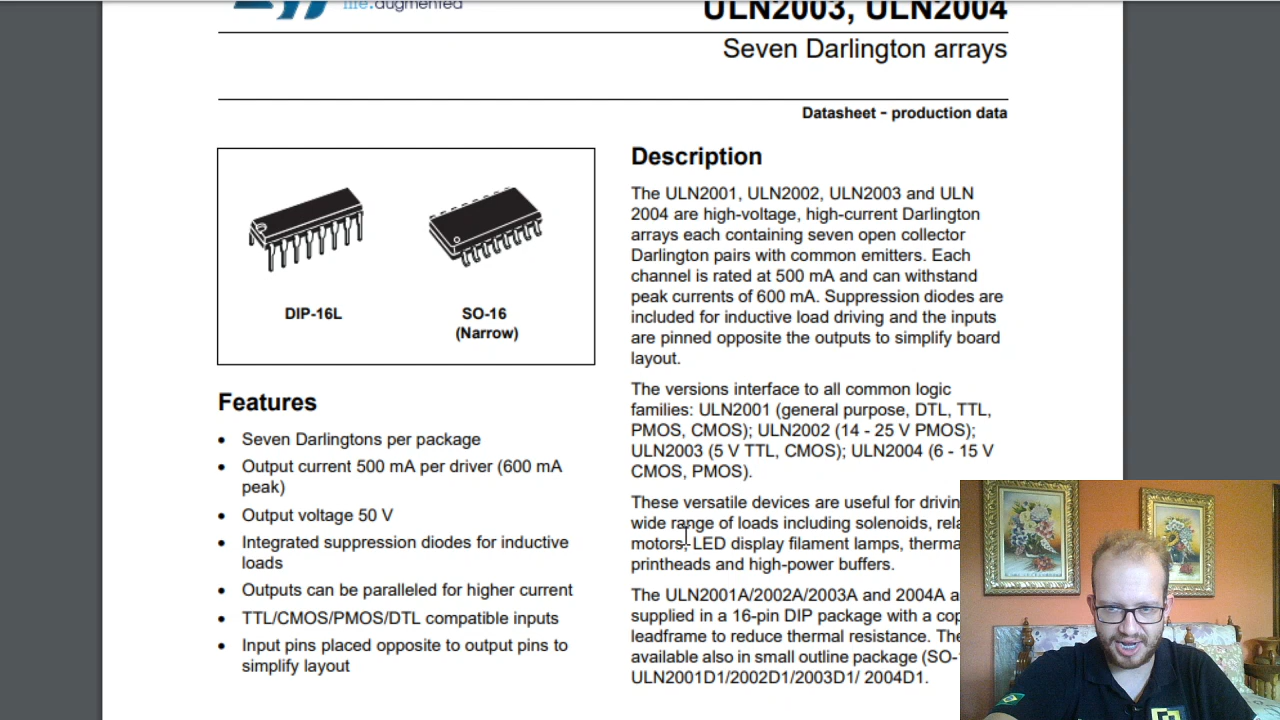 life.augmented
ULN2003, ULN2004
Seven Darlington arrays
Datasheet - production data
DIP-16L
SO-16
(Narrow)
Features
• Seven Darlingtons per package
• Output current 500 mA per driver (600 mA
peak)
• Output voltage 50 V
• Integrated suppression diodes for inductive
loads
• Outputs can be paralleled for higher current
• TTL/CMOS/PMOS/DTL compatible inputs
• Input pins placed opposite to output pins to
simplify layout
Description
The ULN2001, ULN2002, ULN2003 and ULN
2004 are high-voltage, high-current Darlington
arrays each containing seven open collector
Darlington pairs with common emitters. Each
channel is rated at 500 mA and can withstand
peak currents of 600 mA. Suppression diodes are
included for inductive load driving and the inputs
are pinned opposite the outputs to simplify board
layout.
The versions interface to all common logic
families: ULN2001 (general purpose, DTL, TTL,
PMOS, CMOS); ULN2002 (14 - 25 V PMOS);
ULN2003 (5 V TTL, CMOS); ULN2004 (6 - 15 V
CMOS, PMOS).
These versatile devices are useful for drivin
wide range of loads including solenoids, rela
motors, LED display filament lamps, therma
printheads and high-power buffers.
The ULN2001A/2002A/2003A and 2004A a
supplied in a 16-pin DIP package with a cop
leadframe to reduce thermal resistance. The
available also in small outline package (SO-
ULN2001D1/2002D1/2003D1/ 2004D1.